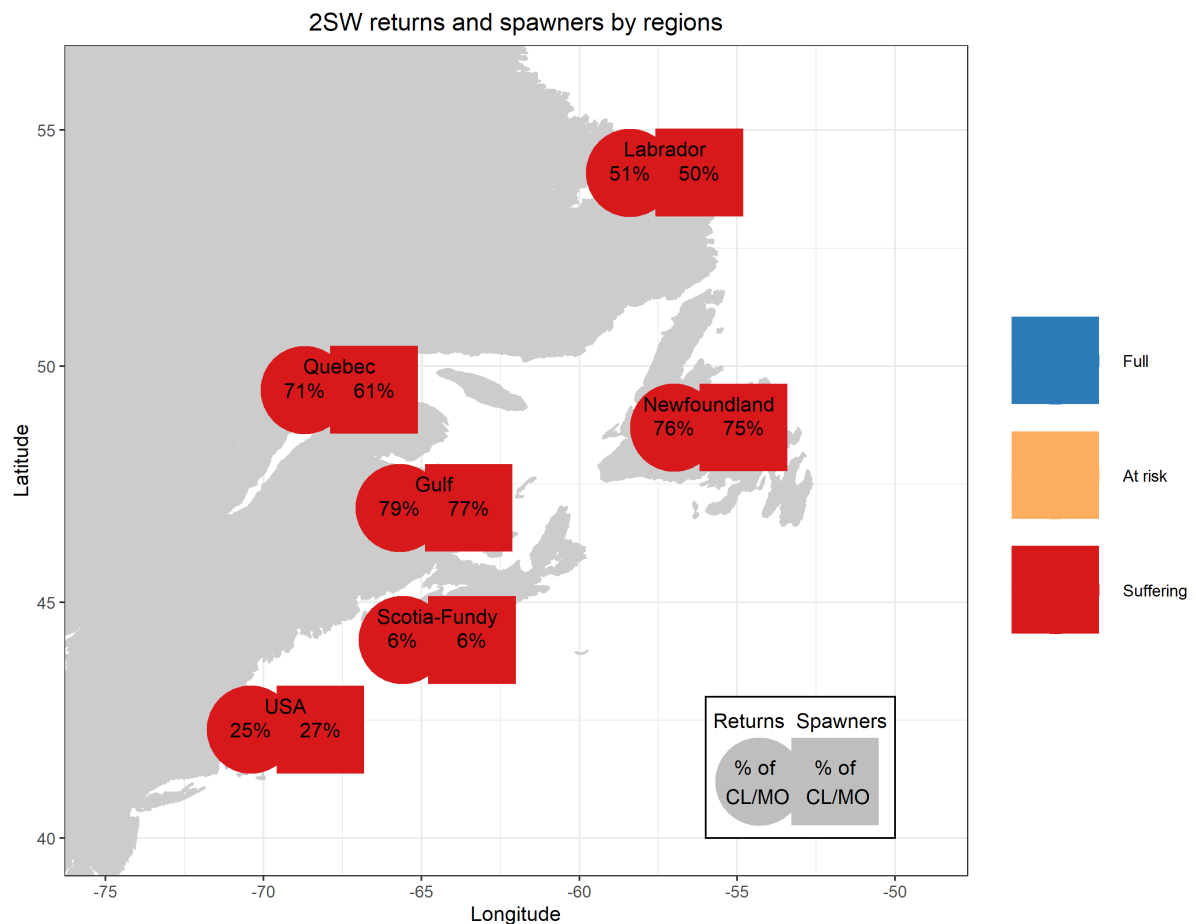 2SW returns and spawners by regions
Latitude
55
50
45
40
Labrador
51% 50%
Quebec
71% 61%
Newfoundland
76% 75%
Gulf
79% 77%
Scotia-Fundy
6% 6%
USA
25% 27%
Returns Spawners
% of % of
CL/MO CL/MO
-75 -70 -65 -60 -55 -50
Longitude
Full
At risk
Suffering